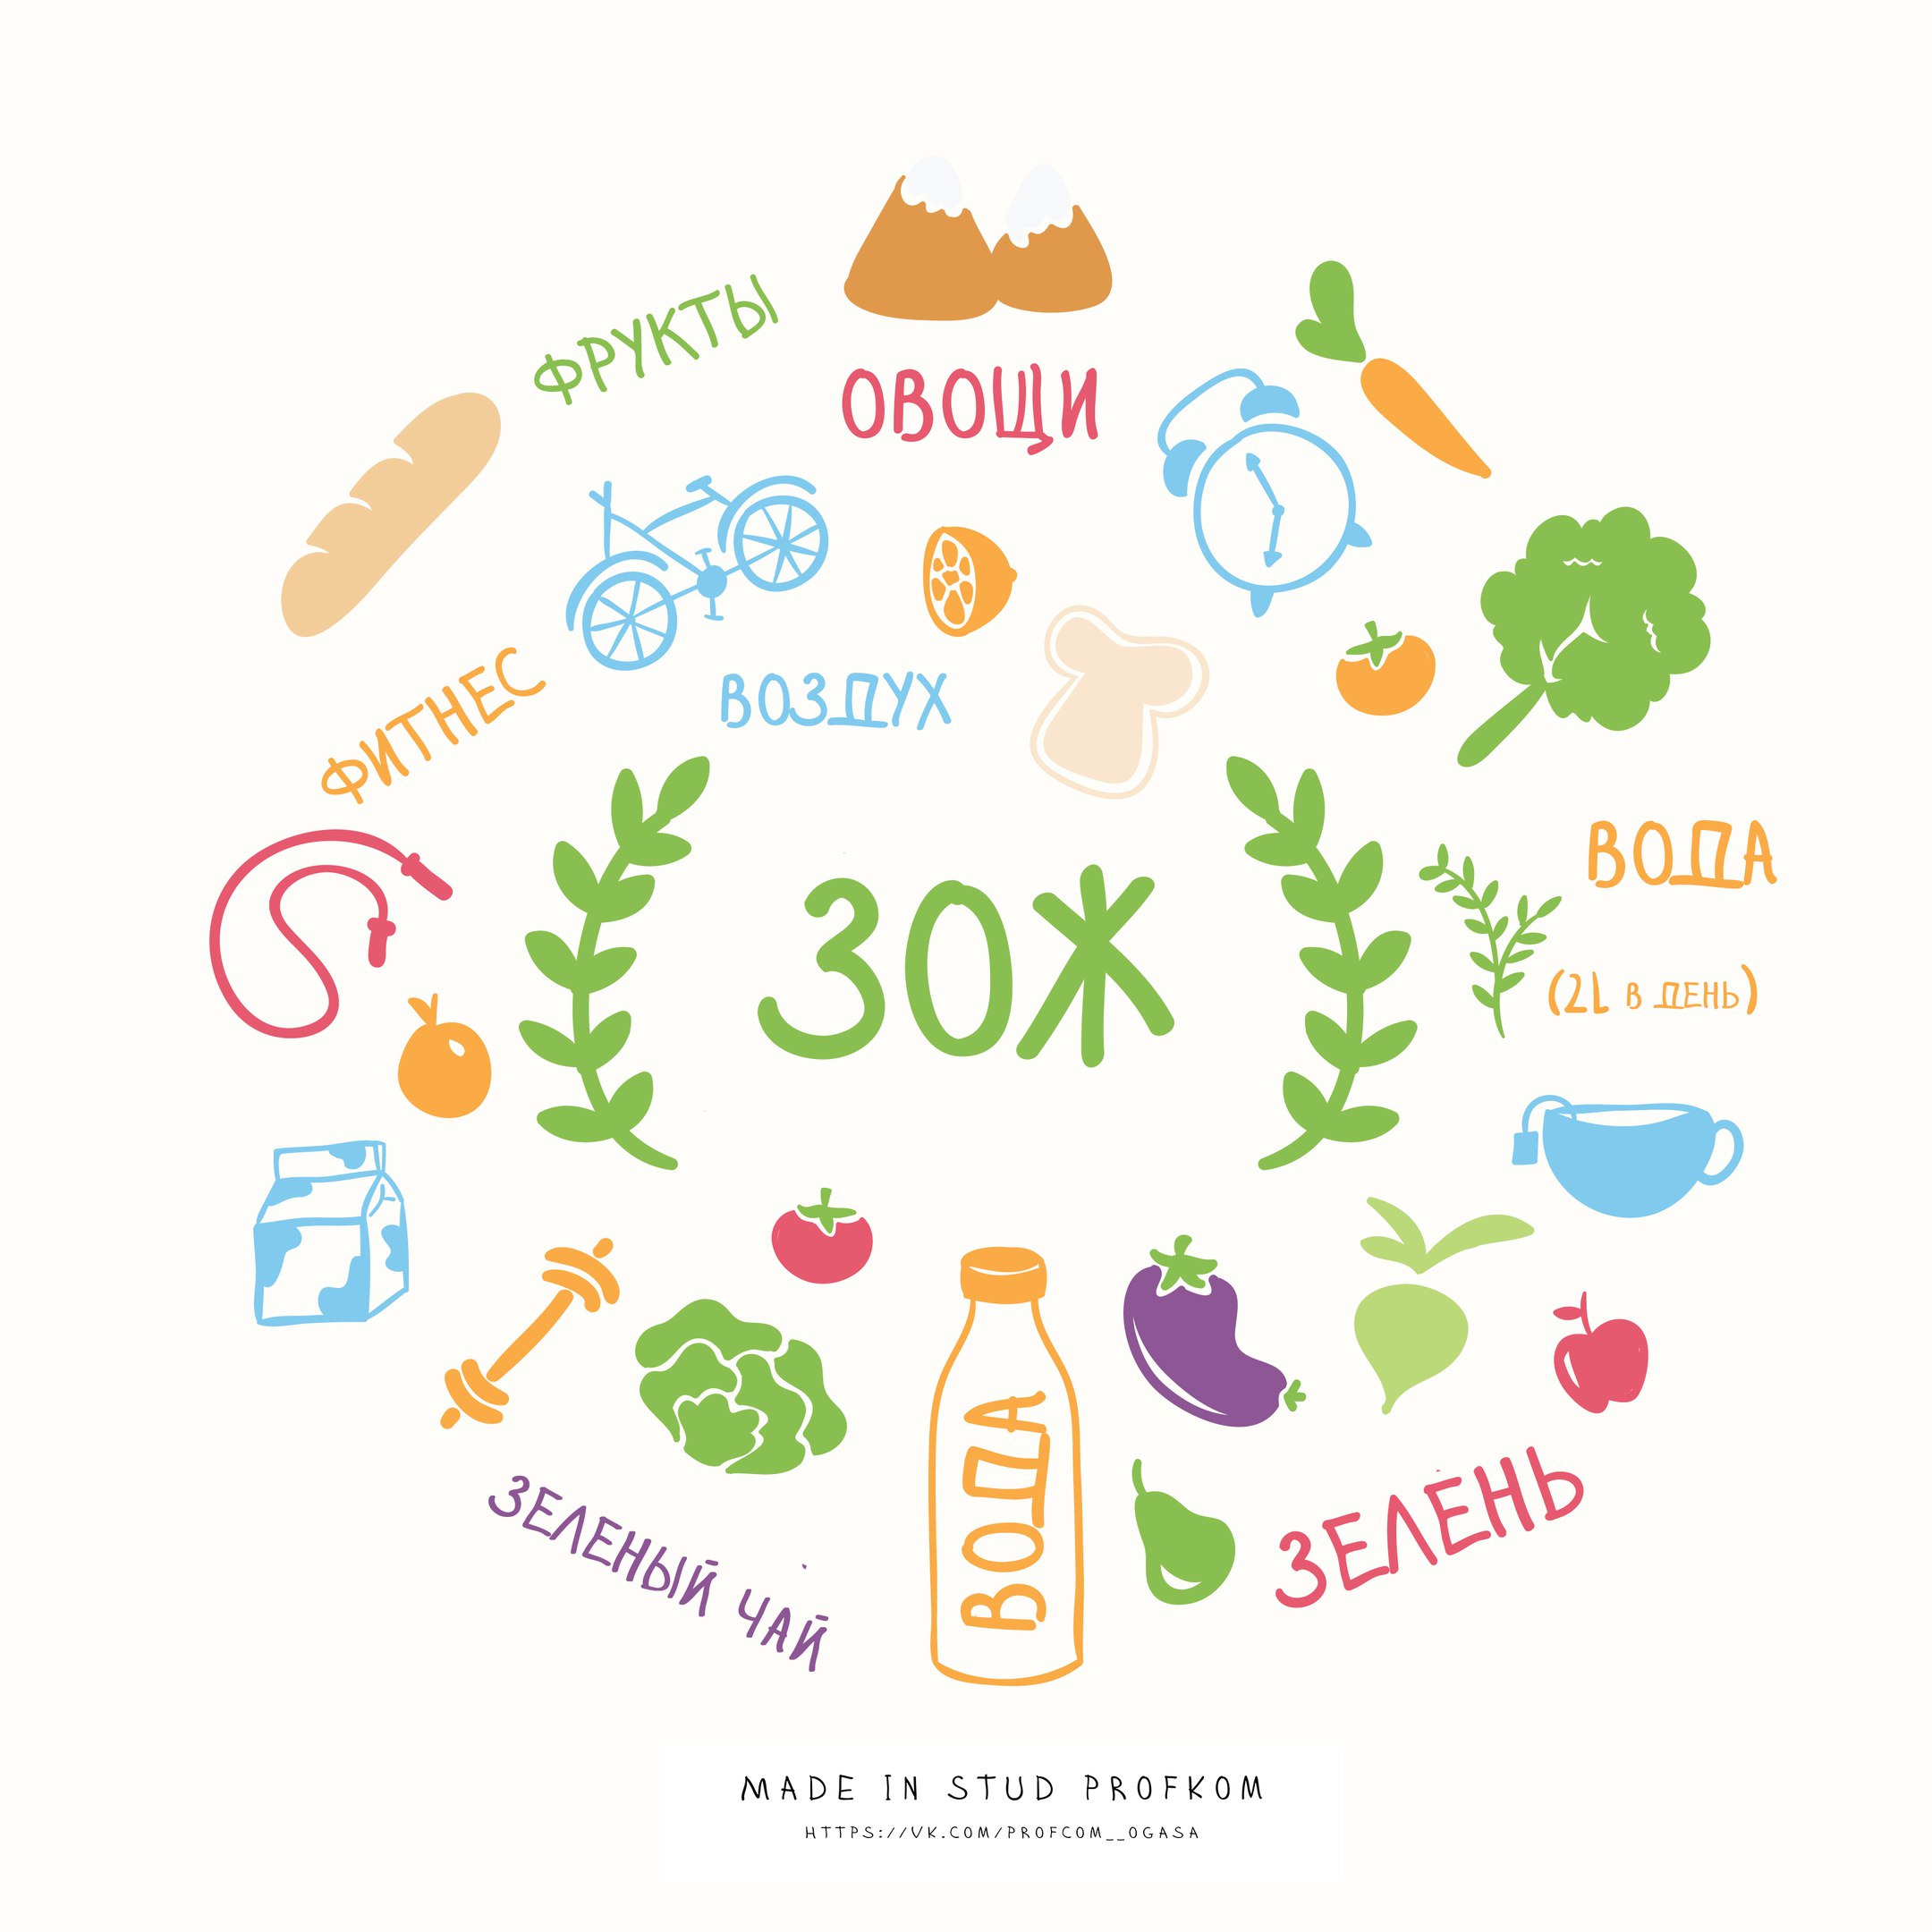 ФРУКТЫ
ОВОЩИ
ФИТНЕС
ВОЗДУХ
ВОДА
(2L В ДЕНЬ)
ЗОЖ
ВОДА
ЗЕЛЕНЫЙ ЧАЙ
ЗЕЛЕНЬ
MADE IN STUD PROFKOM
HTTPS://VK.COM/PROFCOM__OGASA